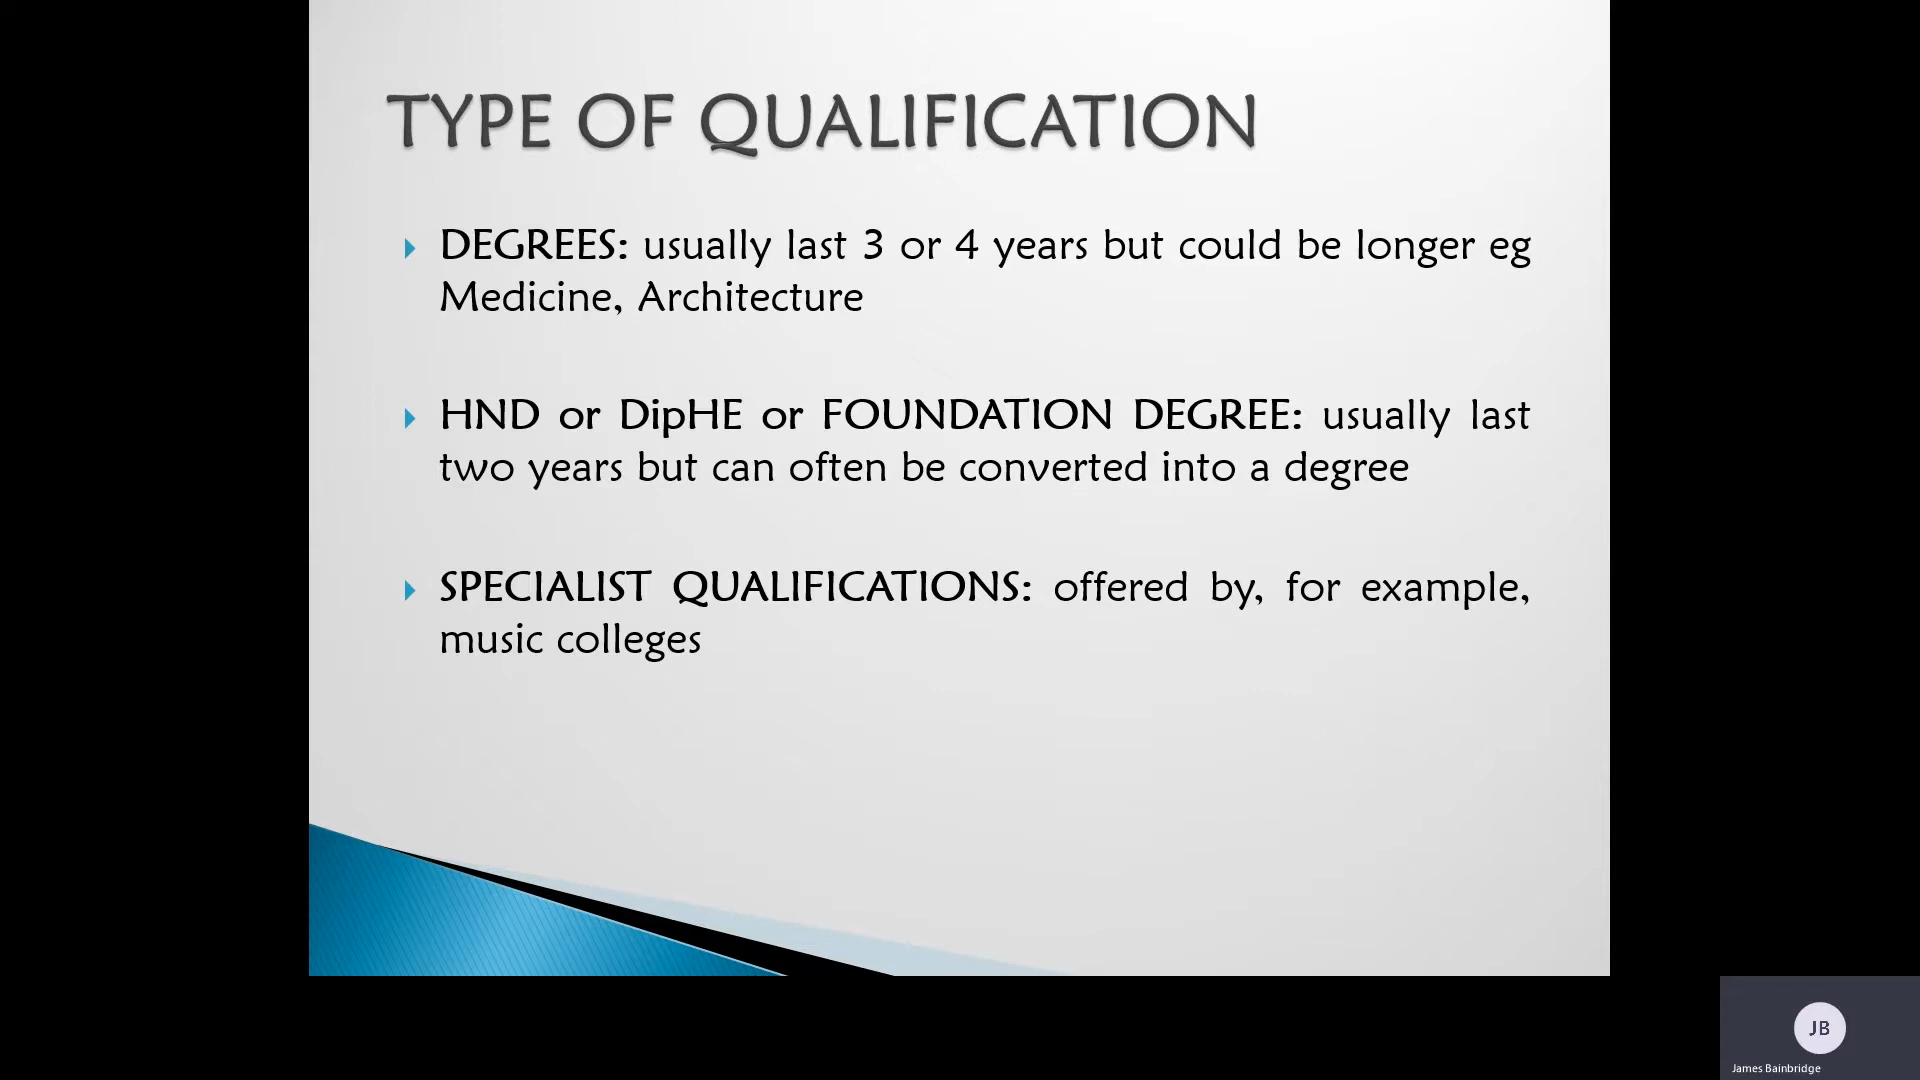 TYPE OF QUALIFICATION
DEGREES: usually last 3 or 4 years but could be longer eg
Medicine, Architecture
HND or DipHE or FOUNDATION DEGREE: usually last
two years but can often be converted into a degree
SPECIALIST QUALIFICATIONS: offered by, for example,
music colleges
JB
James Bainbridge